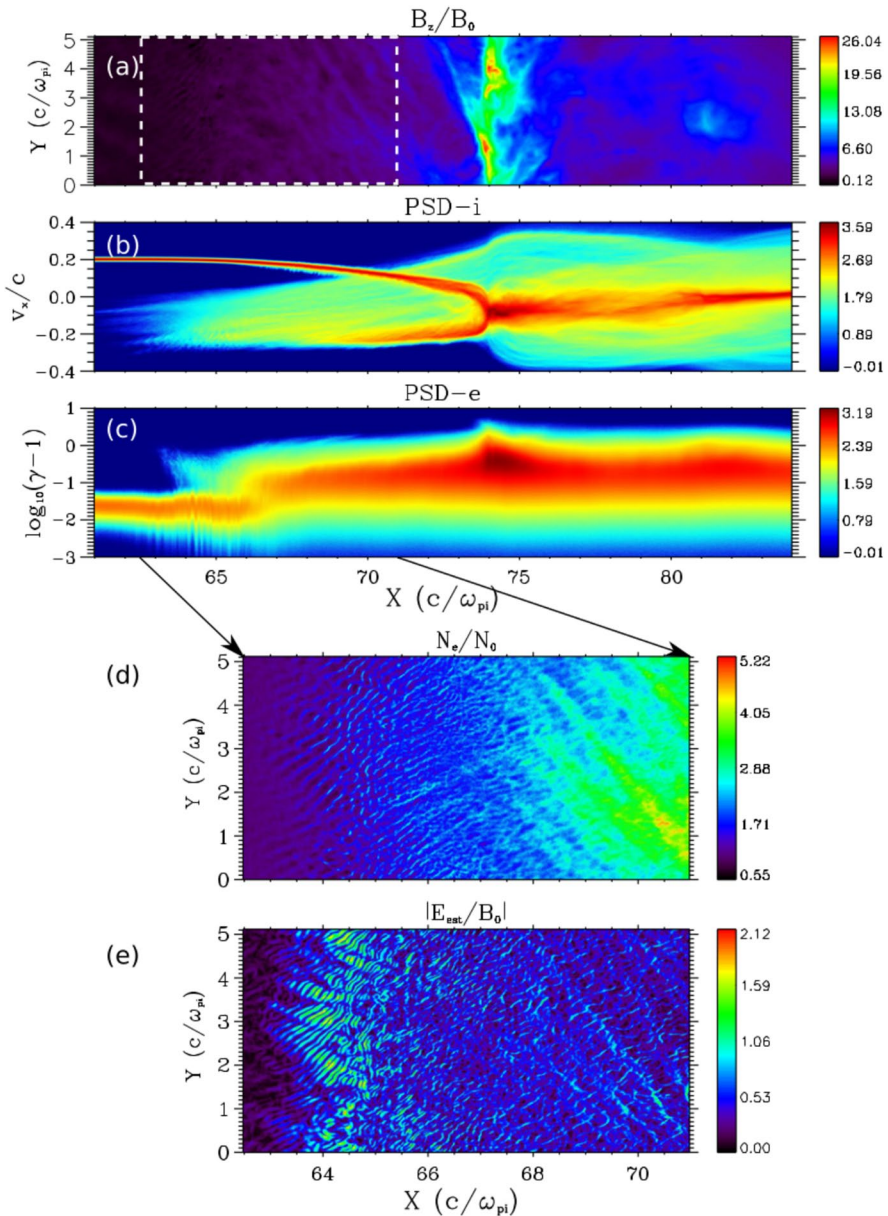 B_z/B_0
(a)
Y (c/ω_pi)
5
4
3
2
1
0
26.04
19.56
13.08
6.60
0.12
PSD-i
(b)
v_x/c
0.4
0.2
0.0
-0.2
-0.4
3.59
2.69
1.79
0.89
-0.01
PSD-e
(c)
log_10(γ-1)
1
0
-1
-2
-3
3.19
2.39
1.59
0.79
-0.01
65 70 75 80
X (c/ω_pi)
N_e/N_0
(d)
Y (c/ω_pi)
5
4
3
2
1
0
5.22
4.05
2.88
1.71
0.55
|E_est/B_0|
(e)
Y (c/ω_pi)
5
4
3
2
1
0
2.12
1.59
1.06
0.53
0.00
64 66 68 70
X (c/ω_pi)